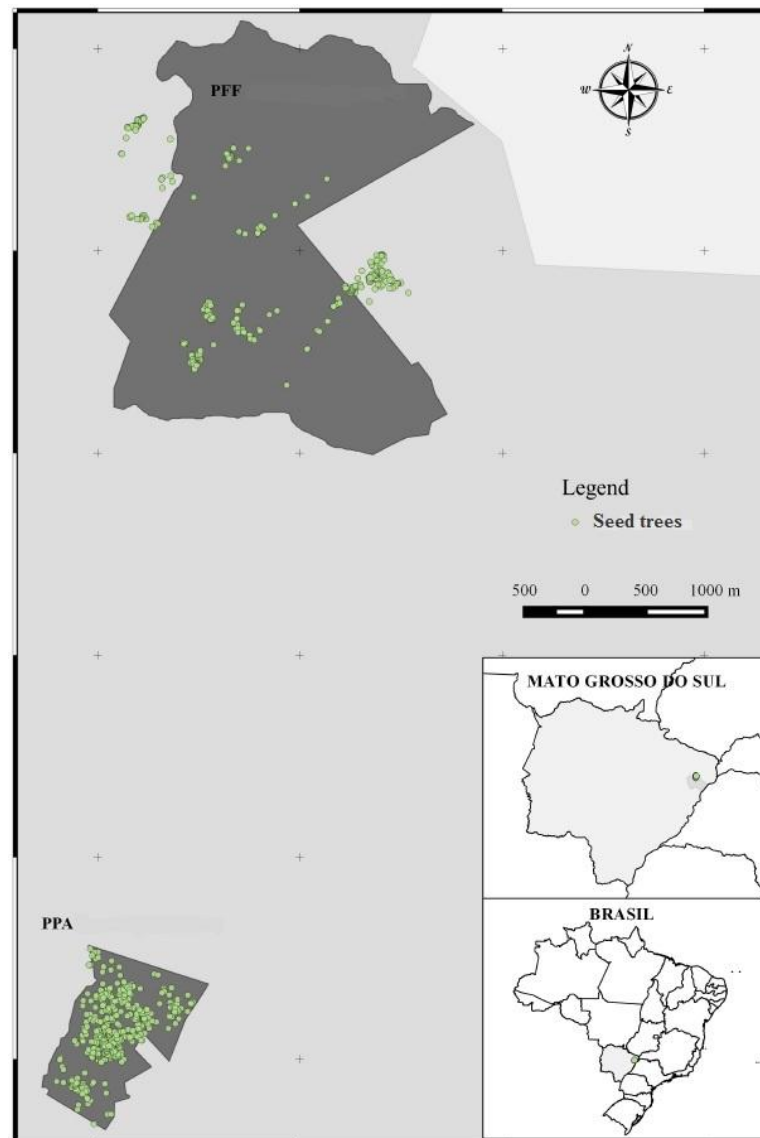 PFF
N
W E
S
Legend
Seed trees
500 0 500 1000 m
MATO GROSSO DO SUL
PPA
BRASIL